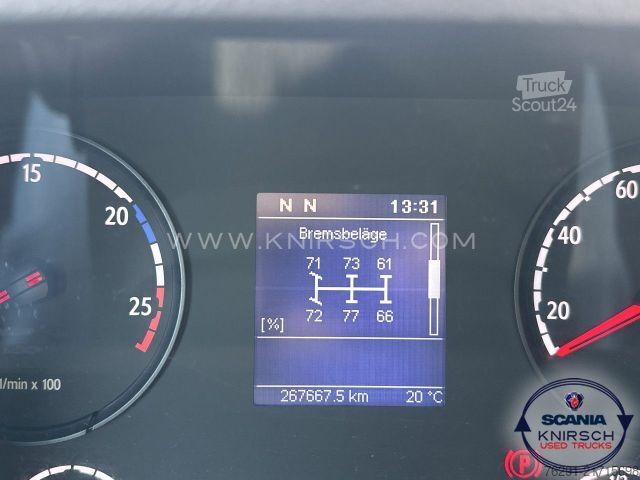 Truck
Scout24
15
20
25
1/min x 100
N N 13:31
Bremsbeläge
71 73 61
72 77 66
[%]
267667.5 km 20 °C
WWW.KNIRSCH.COM
60
40
20
SCANIA
KNIRSCH
USED TRUCKS
P